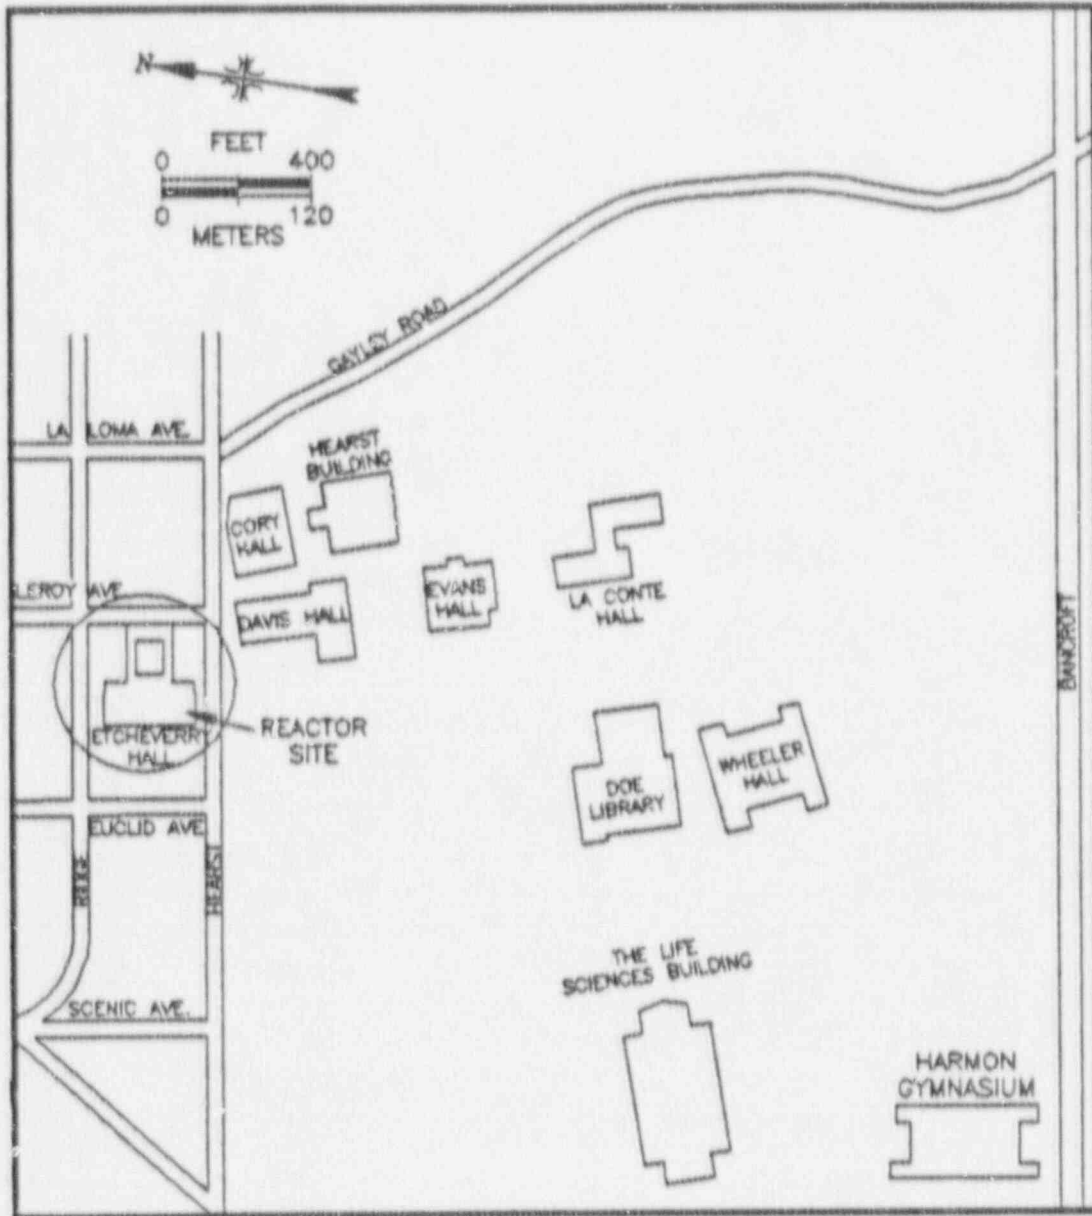 N
FEET
0 400
0 120
METERS
GAYLEY ROAD
LA LOMA AVE.
HEARST
BUILDING
CORY
HALL
LEROY AVE
DAVIS HALL
EVANS
HALL
LA CONTE
HALL
BANCROFT
REACTOR
SITE
ETCHEVERRY
HALL
DOE
LIBRARY
WHEELER
HALL
EUCLID AVE
RIDGE
HEARST
THE LIFE
SCIENCES BUILDING
SCENIC AVE.
HARMON
GYMNASIUM